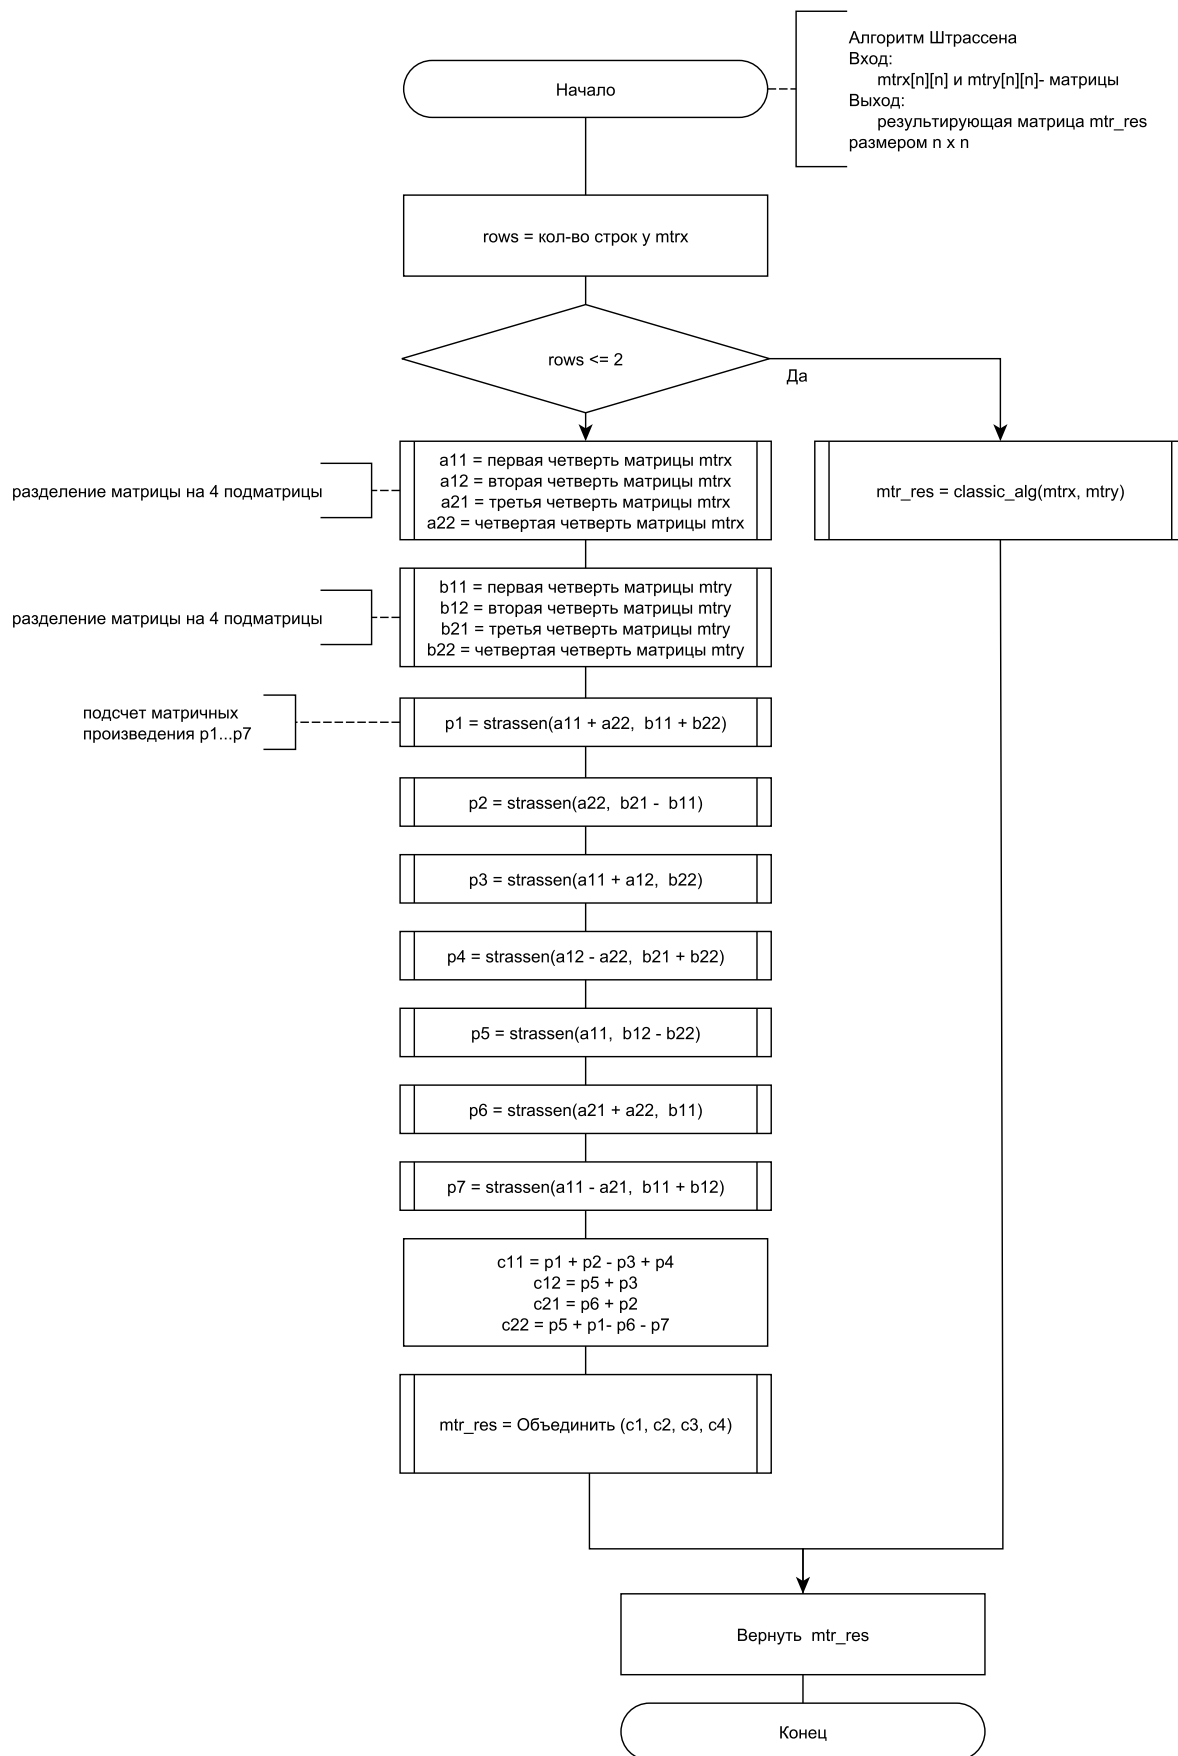 Алгоритм Штрассена
Вход:
mtrx[n][n] и mtry[n][n]- матрицы
Выход:
результирующая матрица mtr_res
размером n x n
Начало
rows = кол-во строк у mtrx
rows <= 2
Да
разделение матрицы на 4 подматрицы
a11 = первая четверть матрицы mtrx
a12 = вторая четверть матрицы mtrx
a21 = третья четверть матрицы mtrx
a22 = четвертая четверть матрицы mtrx
mtr_res = classic_alg(mtrx, mtry)
разделение матрицы на 4 подматрицы
b11 = первая четверть матрицы mtry
b12 = вторая четверть матрицы mtry
b21 = третья четверть матрицы mtry
b22 = четвертая четверть матрицы mtry
подсчет матричных
произведения p1...p7
p1 = strassen(a11 + a22, b11 + b22)
p2 = strassen(a22, b21 - b11)
p3 = strassen(a11 + a12, b22)
p4 = strassen(a12 - a22, b21 + b22)
p5 = strassen(a11, b12 - b22)
p6 = strassen(a21 + a22, b11)
p7 = strassen(a11 - a21, b11 + b12)
c11 = p1 + p2 - p3 + p4
c12 = p5 + p3
c21 = p6 + p2
c22 = p5 + p1- p6 - p7
mtr_res = Объединить (c1, c2, c3, c4)
Вернуть mtr_res
Конец